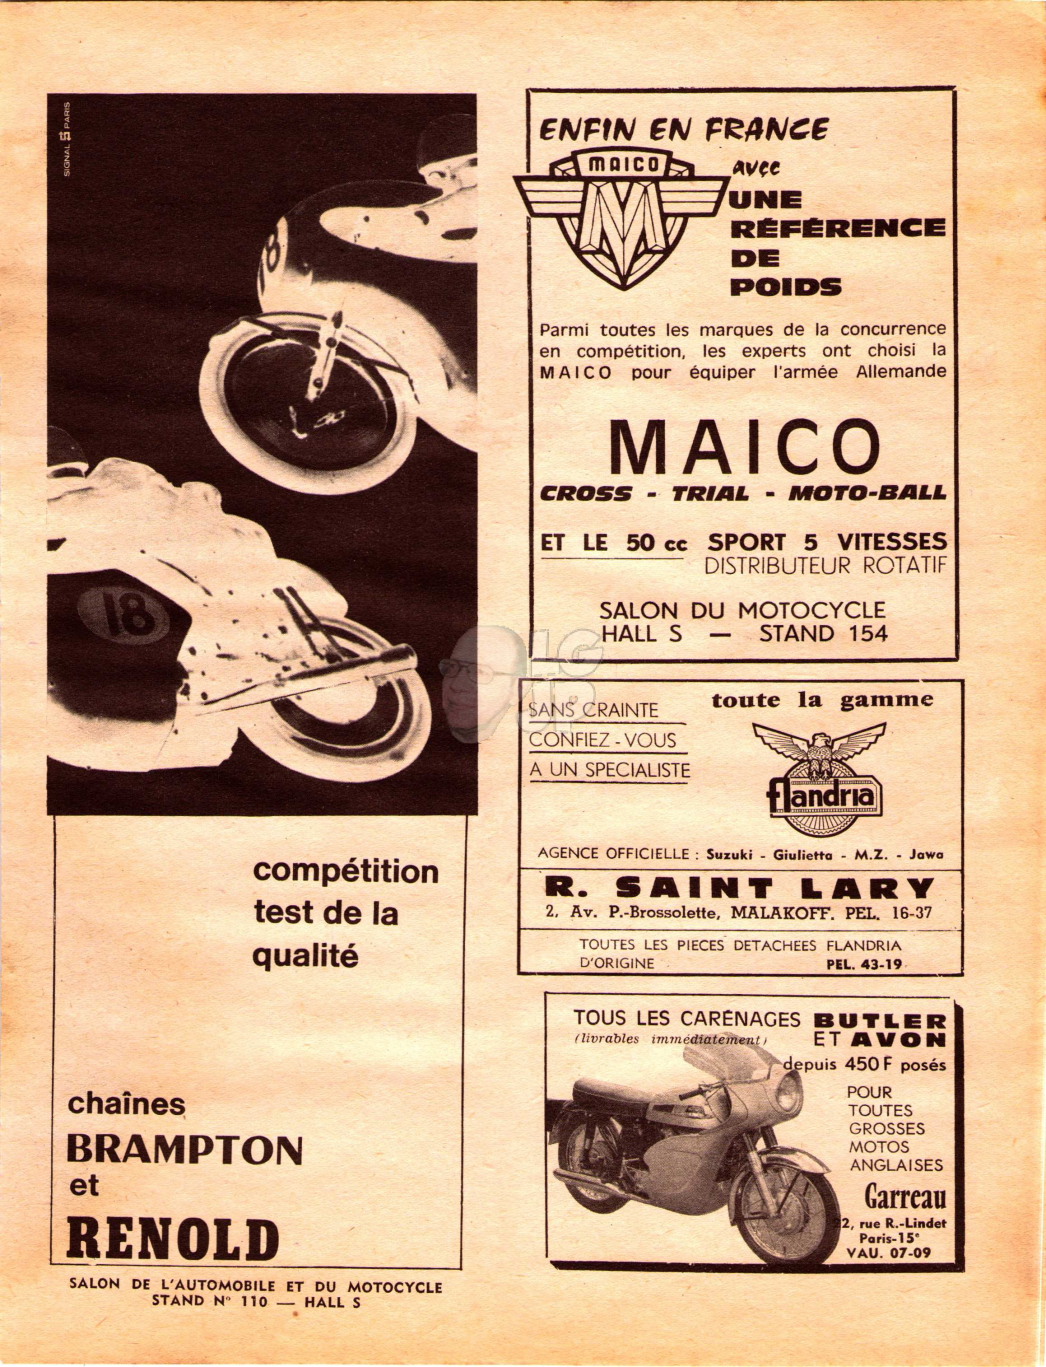 SIGNAL PARIS
18
18
compétition
test de la
qualité
chaînes
BRAMPTON
et
RENOLD
SALON DE L'AUTOMOBILE ET DU MOTOCYCLE
STAND N° 110 — HALL S
ENFIN EN FRANCE
MAICO
M
avec
UNE
RÉFÉRENCE
DE
POIDS
Parmi toutes les marques de la concurrence
en compétition, les experts ont choisi la
MAICO pour équiper l'armée Allemande
MAICO
CROSS - TRIAL - MOTO-BALL
ET LE 50 cc SPORT 5 VITESSES
DISTRIBUTEUR ROTATIF
SALON DU MOTOCYCLE
HALL S — STAND 154
SANS CRAINTE
CONFIEZ-VOUS
A UN SPECIALISTE
toute la gamme
flandria
AGENCE OFFICIELLE : Suzuki - Giulietta - M.Z. - Jawa
R. SAINT LARY
2, Av. P.-Brossolette, MALAKOFF. PEL. 16-37
TOUTES LES PIECES DETACHEES FLANDRIA
D'ORIGINE PEL. 43-19
TOUS LES CARÉNAGES BUTLER
(livrables immédiatement) ET AVON
depuis 450 F posés
POUR
TOUTES
GROSSES
MOTOS
ANGLAISES
Garreau
22, rue R.-Lindet
Paris-15e
VAU. 07-09